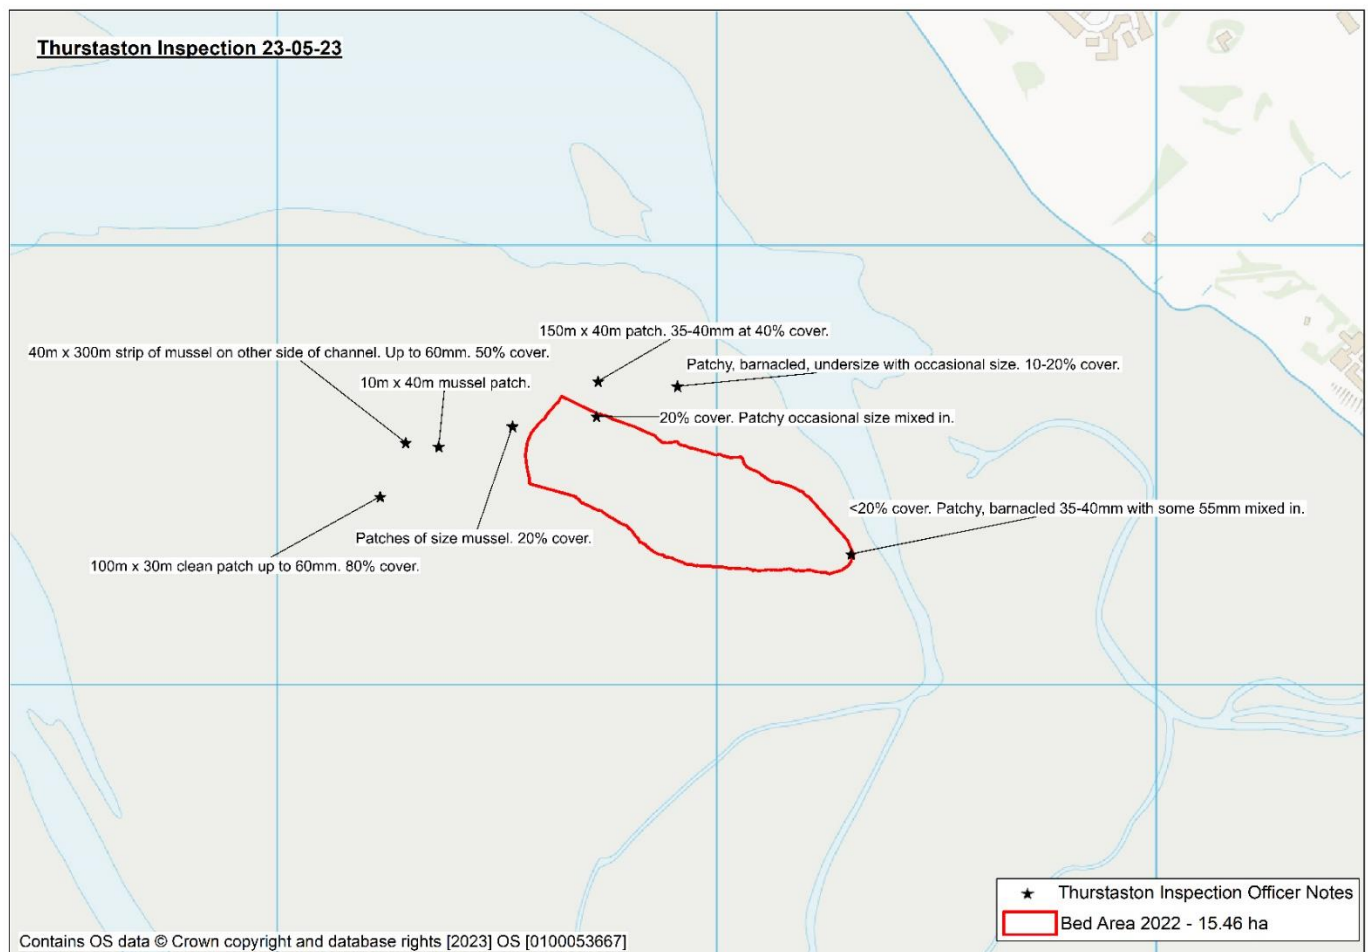 Thurstaston Inspection 23-05-23
150m x 40m patch. 35-40mm at 40% cover.
40m x 300m strip of mussel on other side of channel. Up to 60mm. 50% cover.
Patchy, barnacled, undersize with occasional size. 10-20% cover.
10m x 40m mussel patch.
20% cover. Patchy occasional size mixed in.
<20% cover. Patchy, barnacled 35-40mm with some 55mm mixed in.
Patches of size mussel. 20% cover.
100m x 30m clean patch up to 60mm. 80% cover.
Thurstaston Inspection Officer Notes
Bed Area 2022 - 15.46 ha
Contains OS data © Crown copyright and database rights [2023] OS [0100053667]